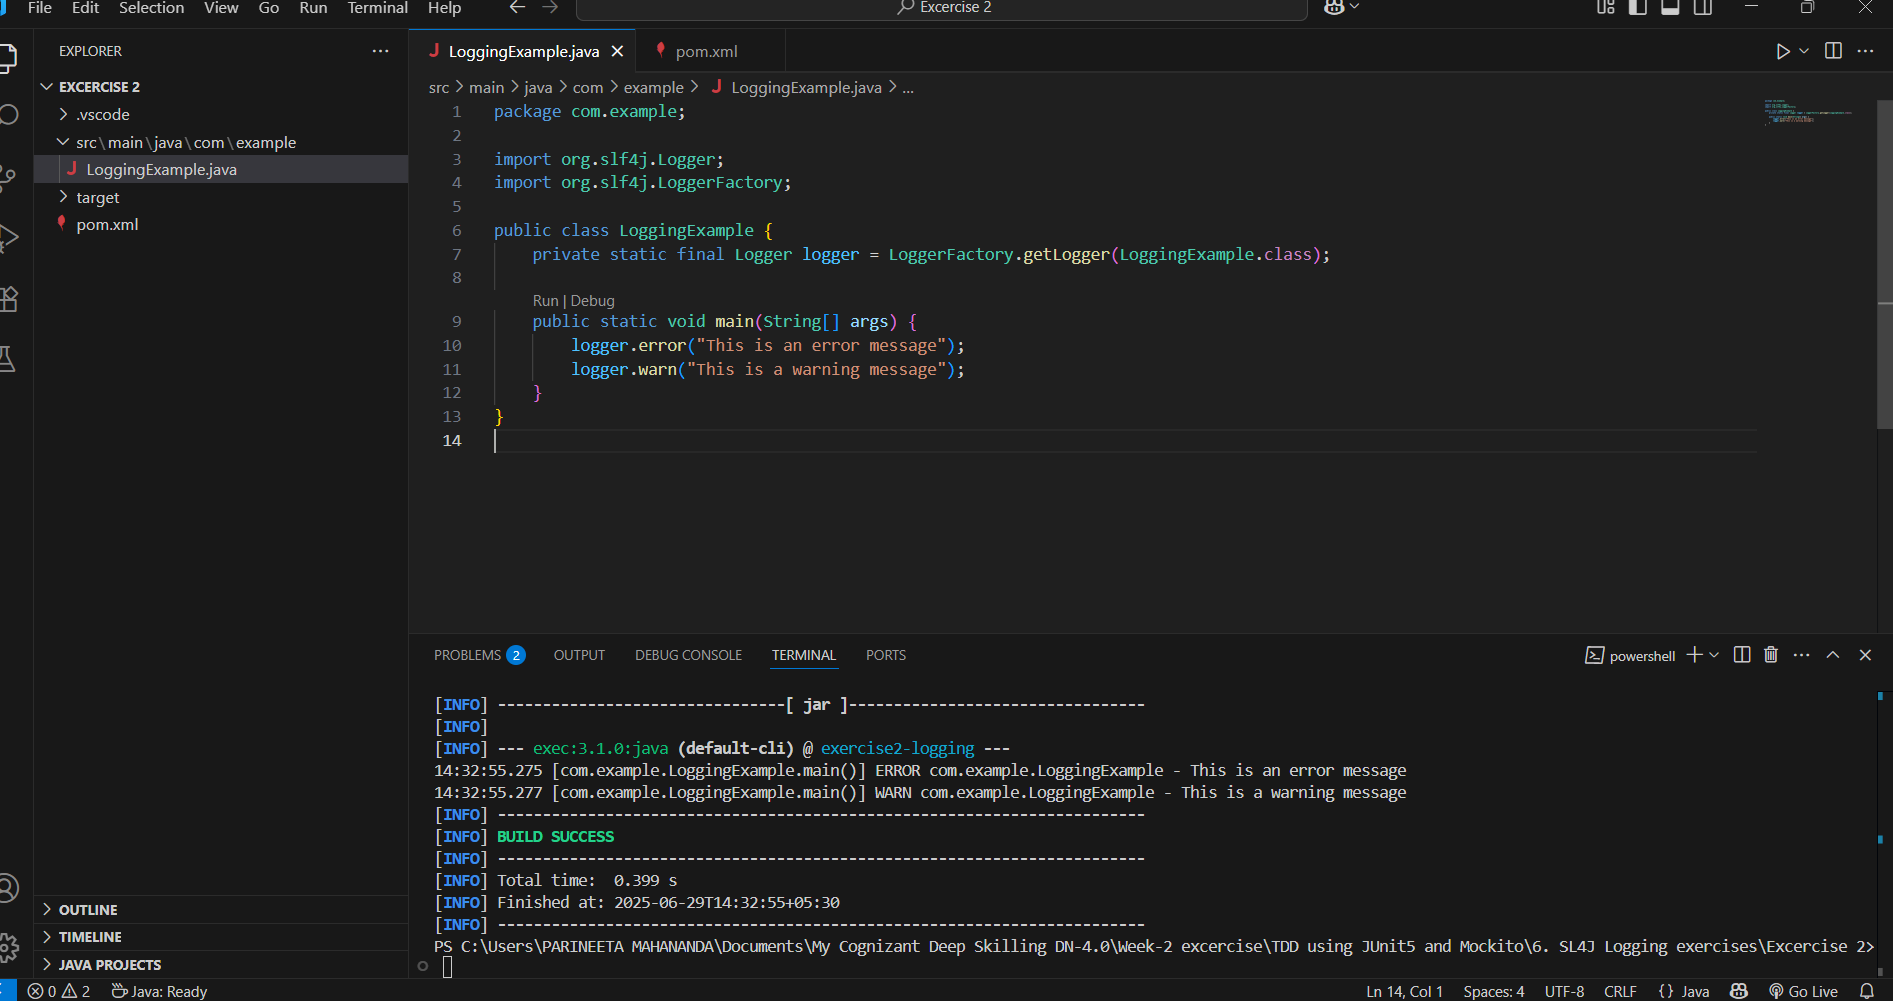 File Edit Selection View Go Run Terminal Help
Excercise 2
EXPLORER
EXCERCISE 2
.vscode
src\main\java\com\example
LoggingExample.java
target
pom.xml
OUTLINE
TIMELINE
JAVA PROJECTS
LoggingExample.java pom.xml
src > main > java > com > example > LoggingExample.java > ...
1 package com.example;
2
3 import org.slf4j.Logger;
4 import org.slf4j.LoggerFactory;
5
6 public class LoggingExample {
7 private static final Logger logger = LoggerFactory.getLogger(LoggingExample.class);
8
Run | Debug
9 public static void main(String[] args) {
10 logger.error("This is an error message");
11 logger.warn("This is a warning message");
12 }
13 }
14
PROBLEMS 2 OUTPUT DEBUG CONSOLE TERMINAL PORTS
powershell
[INFO] --------------------------------[ jar ]---------------------------------
[INFO]
[INFO] --- exec:3.1.0:java (default-cli) @ exercise2-logging ---
14:32:55.275 [com.example.LoggingExample.main()] ERROR com.example.LoggingExample - This is an error message
14:32:55.277 [com.example.LoggingExample.main()] WARN com.example.LoggingExample - This is a warning message
[INFO] ------------------------------------------------------------------------
[INFO] BUILD SUCCESS
[INFO] ------------------------------------------------------------------------
[INFO] Total time:  0.399 s
[INFO] Finished at: 2025-06-29T14:32:55+05:30
[INFO] ------------------------------------------------------------------------
PS C:\Users\PARINEETA MAHANANDA\Documents\My Cognizant Deep Skilling DN-4.0\Week-2 excercise\TDD using JUnit5 and Mockito\6. SL4J Logging exercises\Excercise 2>
0 2 Java: Ready Ln 14, Col 1 Spaces: 4 UTF-8 CRLF {} Java Go Live